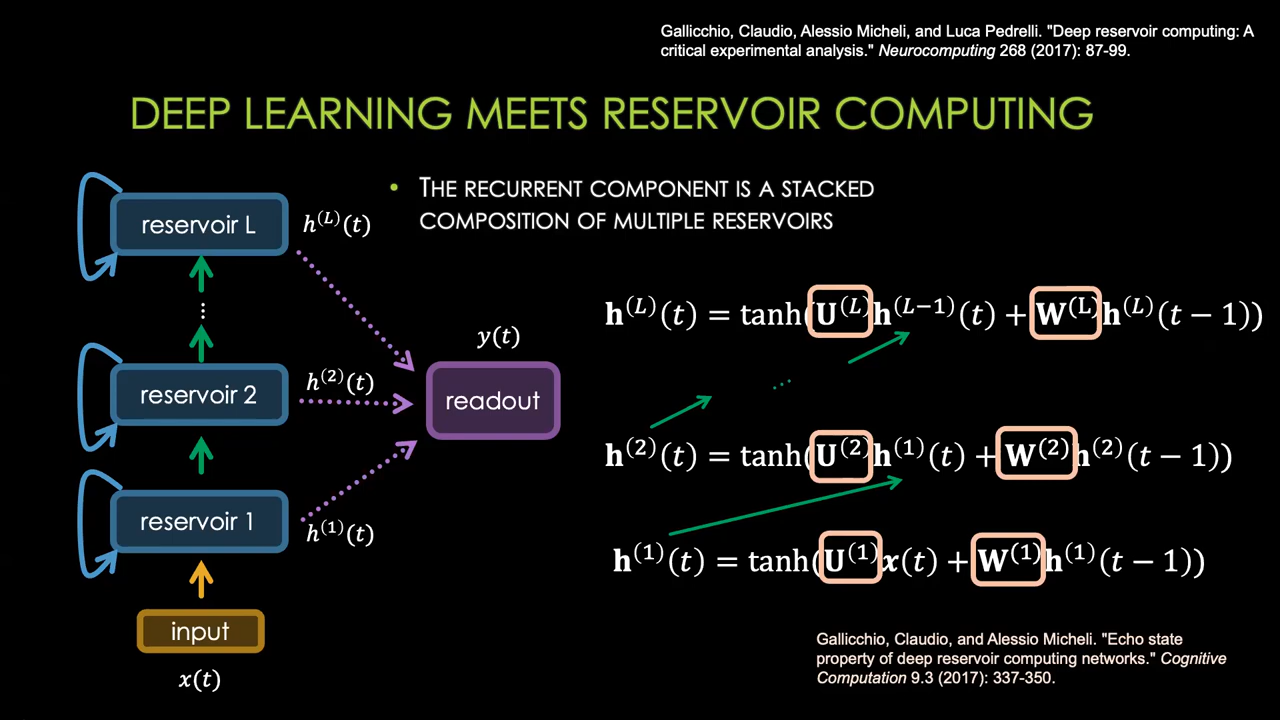 Gallicchio, Claudio, Alessio Micheli, and Luca Pedrelli. "Deep reservoir computing: A
critical experimental analysis." Neurocomputing 268 (2017): 87-99.
DEEP LEARNING MEETS RESERVOIR COMPUTING
• THE RECURRENT COMPONENT IS A STACKED
COMPOSITION OF MULTIPLE RESERVOIRS
reservoir L
h^(L)(t)
⋮
reservoir 2
h^(2)(t)
reservoir 1
h^(1)(t)
input
x(t)
y(t)
readout
h^(L)(t) = tanh(U^(L)h^(L−1)(t) + W^(L)h^(L)(t − 1))
...
h^(2)(t) = tanh(U^(2)h^(1)(t) + W^(2)h^(2)(t − 1))
h^(1)(t) = tanh(U^(1)x(t) + W^(1)h^(1)(t − 1))
Gallicchio, Claudio, and Alessio Micheli. "Echo state
property of deep reservoir computing networks." Cognitive
Computation 9.3 (2017): 337-350.